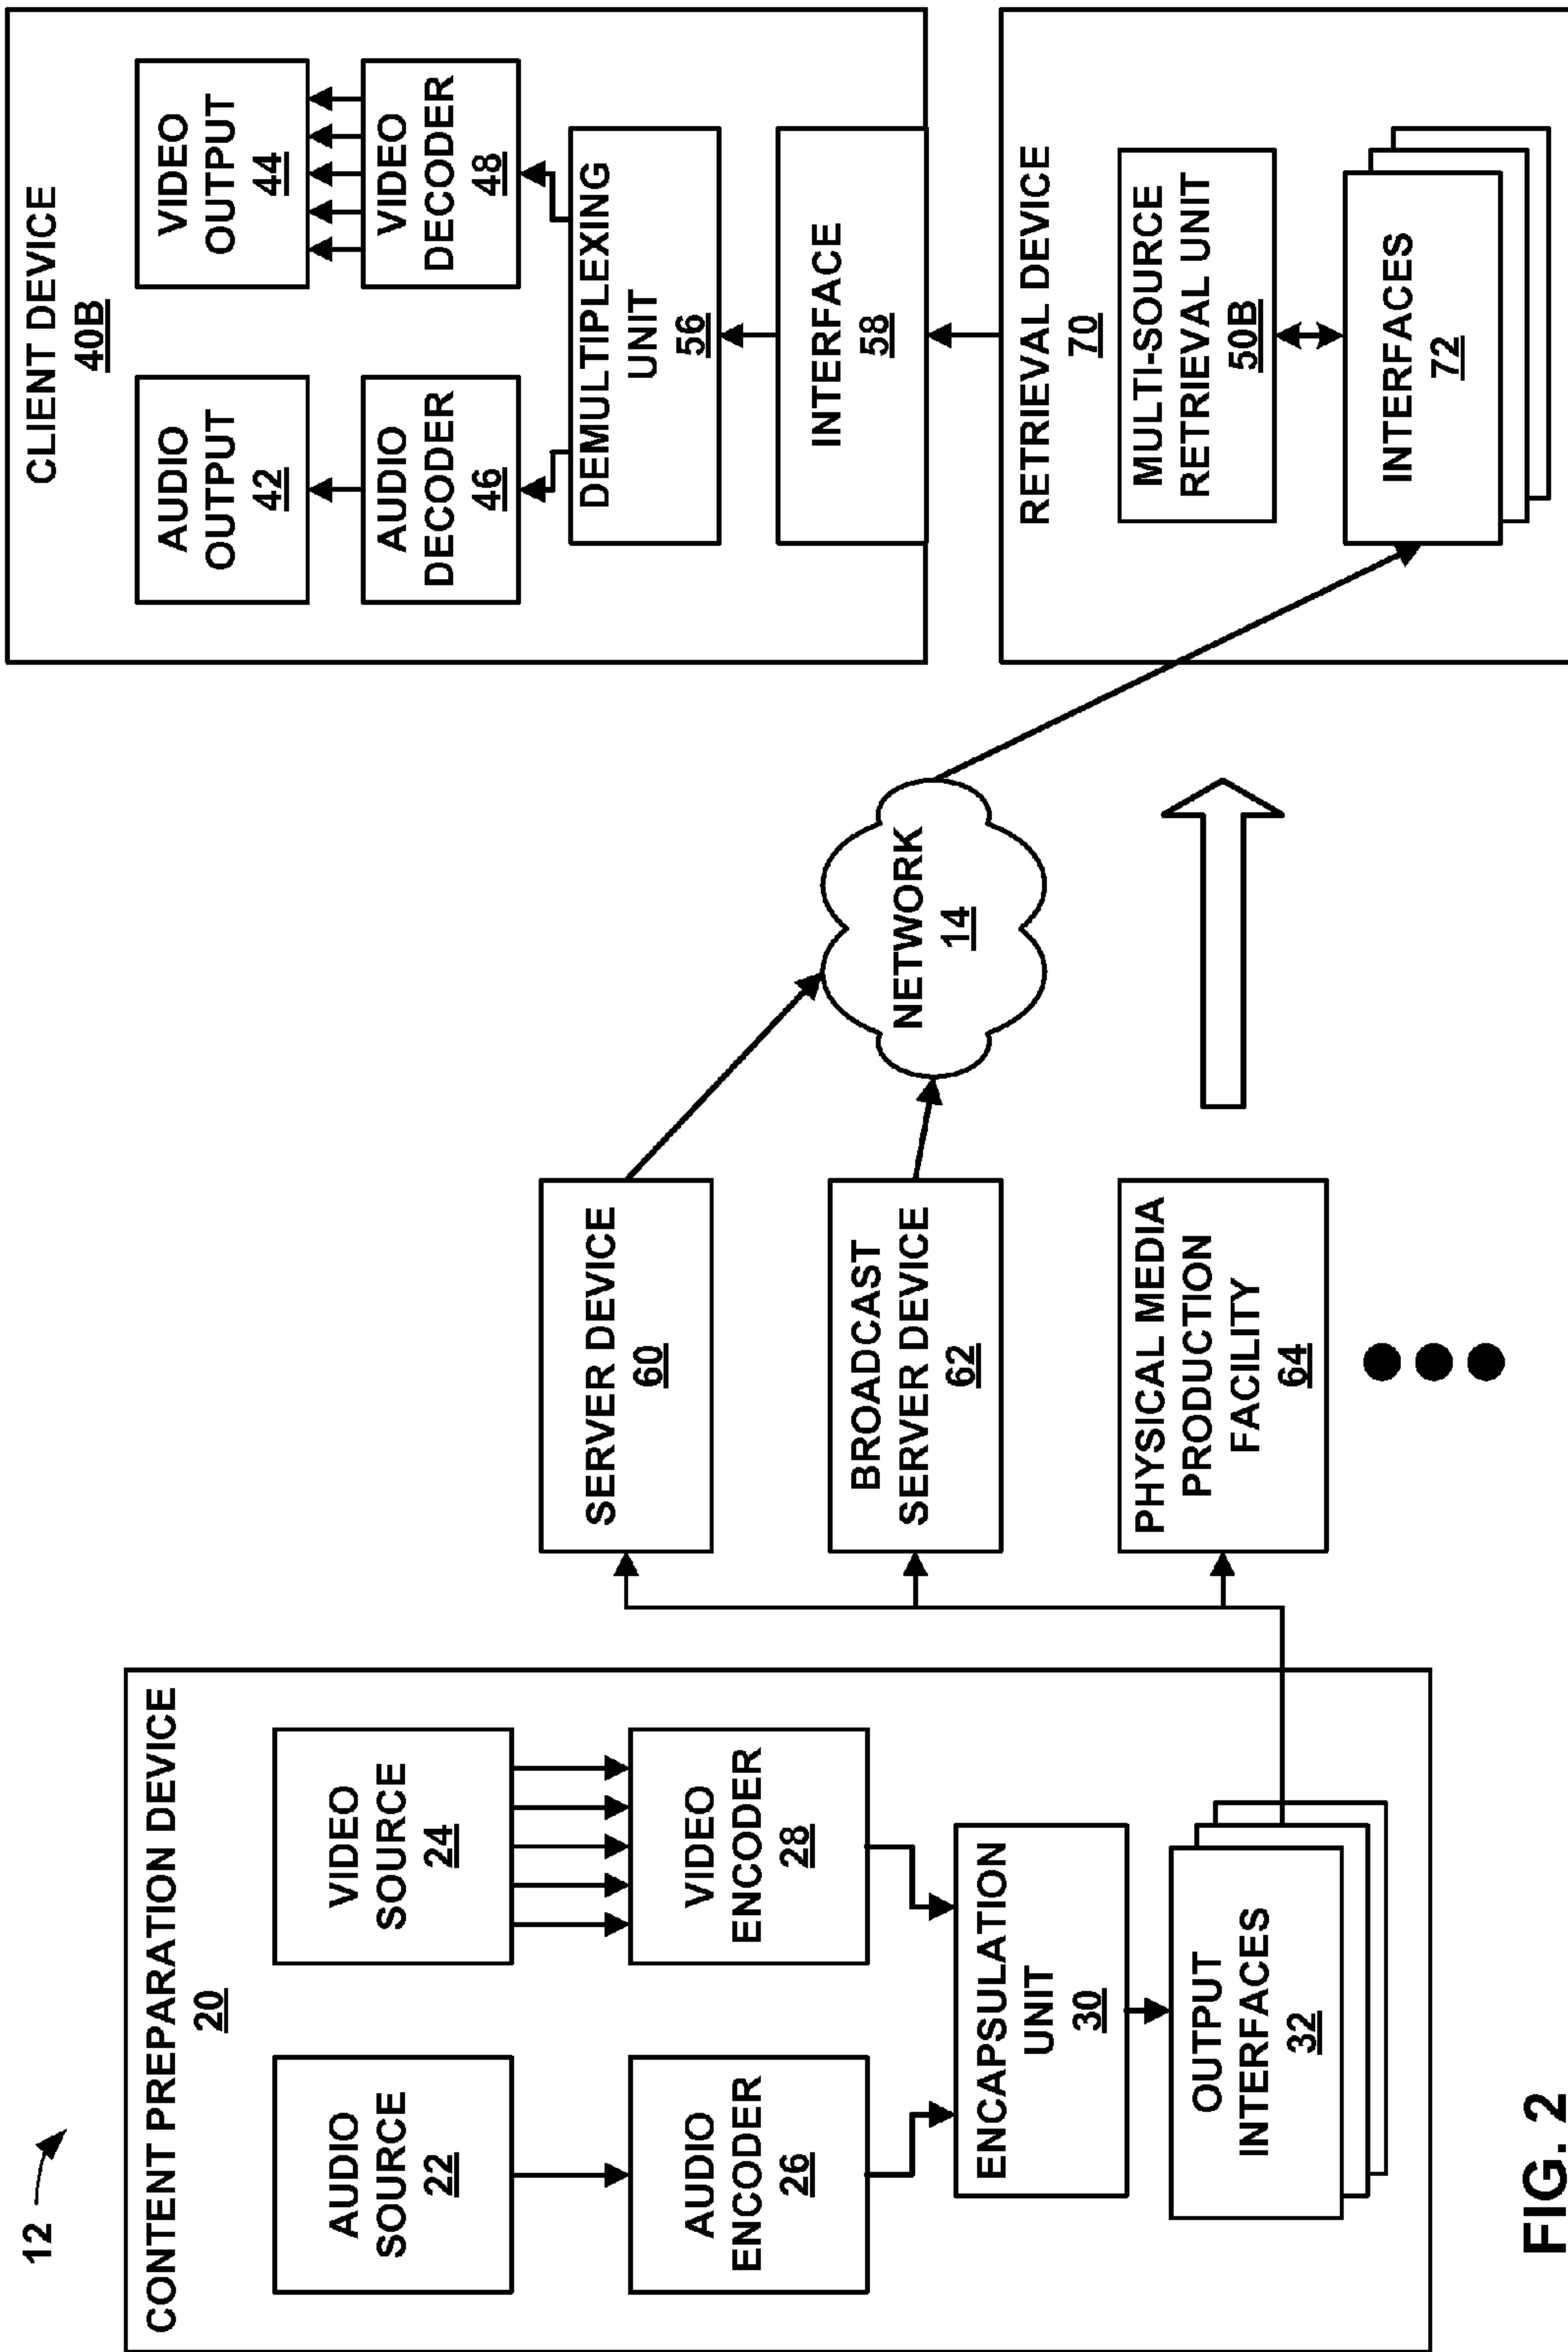 12
CONTENT PREPARATION DEVICE
20
AUDIO
SOURCE
22
VIDEO
SOURCE
24
AUDIO
ENCODER
26
VIDEO
ENCODER
28
ENCAPSULATION
UNIT
30
OUTPUT
INTERFACES
32
SERVER DEVICE
60
BROADCAST
SERVER DEVICE
62
PHYSICAL MEDIA
PRODUCTION
FACILITY
64
NETWORK
14
CLIENT DEVICE
40B
AUDIO
OUTPUT
42
VIDEO
OUTPUT
44
AUDIO
DECODER
46
VIDEO
DECODER
48
DEMULTIPLEXING
UNIT
56
INTERFACE
58
RETRIEVAL DEVICE
70
MULTI-SOURCE
RETRIEVAL UNIT
50B
INTERFACES
72
FIG. 2